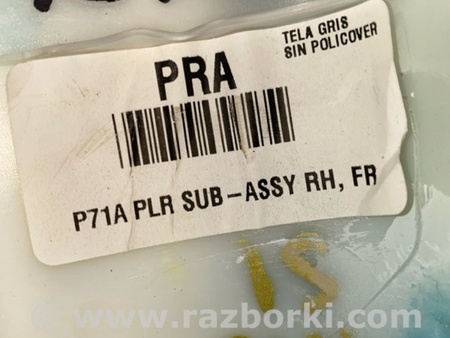 TELA GRIS
SIN POLICOVER
PRA
P71A PLR SUB-ASSY RH, FR
© www.razborki.com